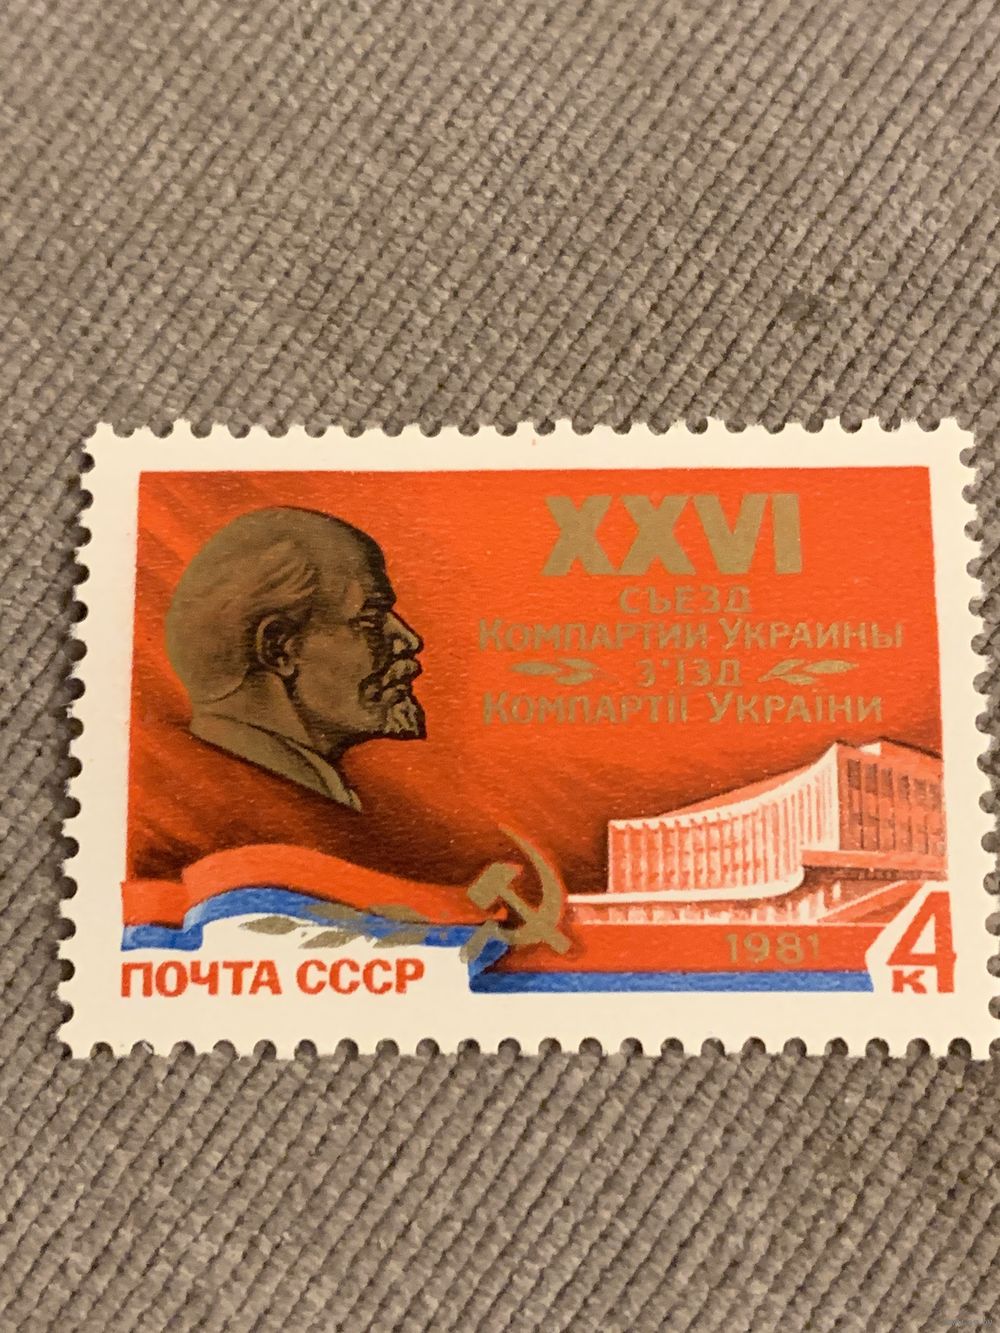 XXVI
СЪЕЗД
КОМПАРТИИ УКРАИНЫ
З'ЇЗД
КОМПАРТІЇ УКРАЇНИ
1981
4
К
ПОЧТА СССР